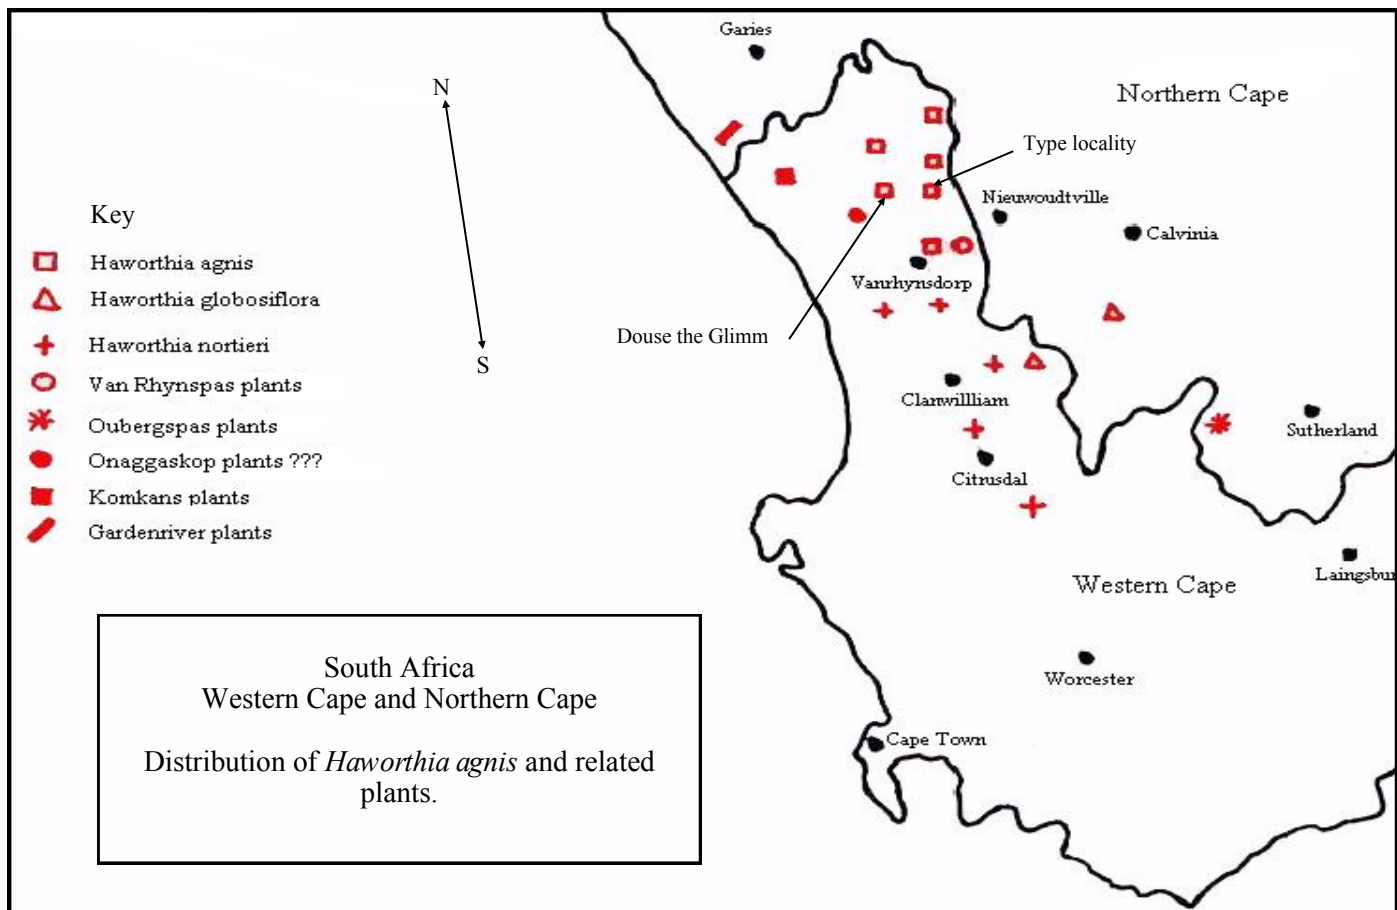 Garies
N
Northern Cape
Type locality
Nieuwoudtville
Key
Calvinia
Haworthia agnis
Vanrhynsdorp
Haworthia globosiflora
Douse the Glimm
Haworthia nortieri
S
Van Rhynspas plants
Clanwilliam
Oubergspas plants
Sutherland
Onaggaskop plants ???
Citrusdal
Komkans plants
Gardenriver plants
Laingsbur
Western Cape
South Africa
Western Cape and Northern Cape
Worcester
Distribution of Haworthia agnis and related
plants.
Cape Town